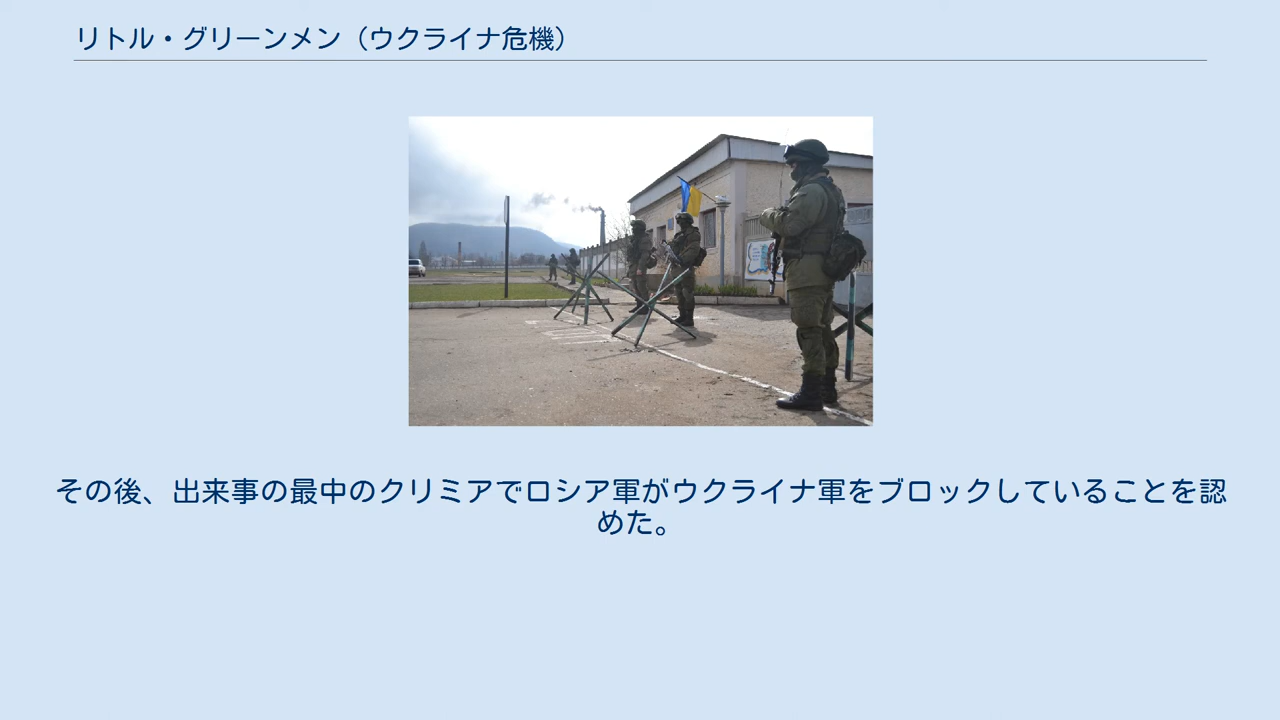 リトル・グリーンメン（ウクライナ危機）
その後、出来事の最中のクリミアでロシア軍がウクライナ軍をブロックしていることを認
めた。